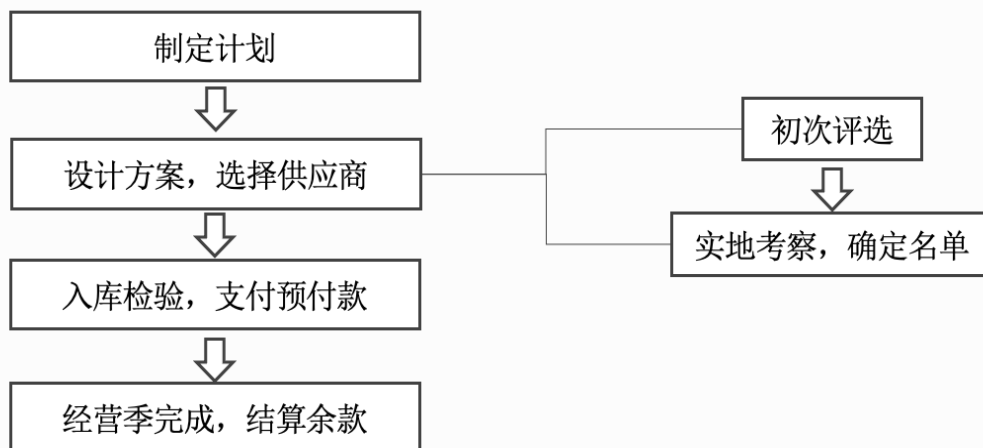 制定计划
设计方案，选择供应商
入库检验，支付预付款
经营季完成，结算余款
初次评选
实地考察，确定名单